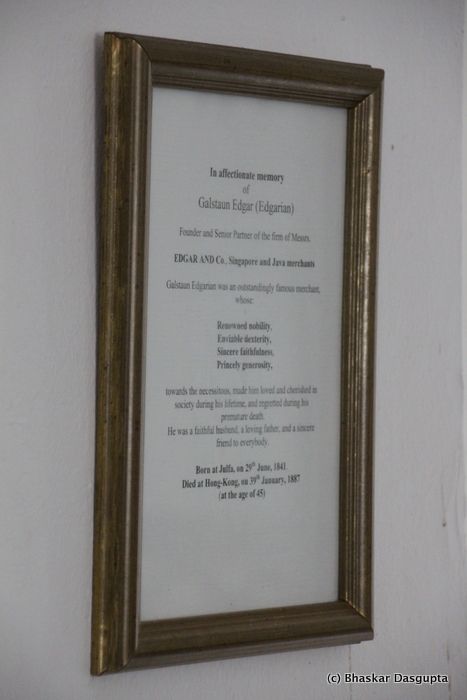 In affectionate memory
of
Galstaun Edgar (Edgarian)
Founder and Senior Partner of the firm of Messrs,
EDGAR AND Co., Singapore and Java merchants
Galstaun Edgarian was an outstandingly famous merchant,
whose:
Renowned nobility,
Enviable dexterity,
Sincere faithfulness,
Princely generosity,
towards the necessitous, made him loved and cherished in
society during his lifetime, and regretted during his
premature death.
He was a faithful husband, a loving father, and a sincere
friend to everybody.
Born at Julfa, on 29th June, 1841.
Died at Hong-Kong, on 39th January, 1887
(at the age of 45)
(c) Bhaskar Dasgupta